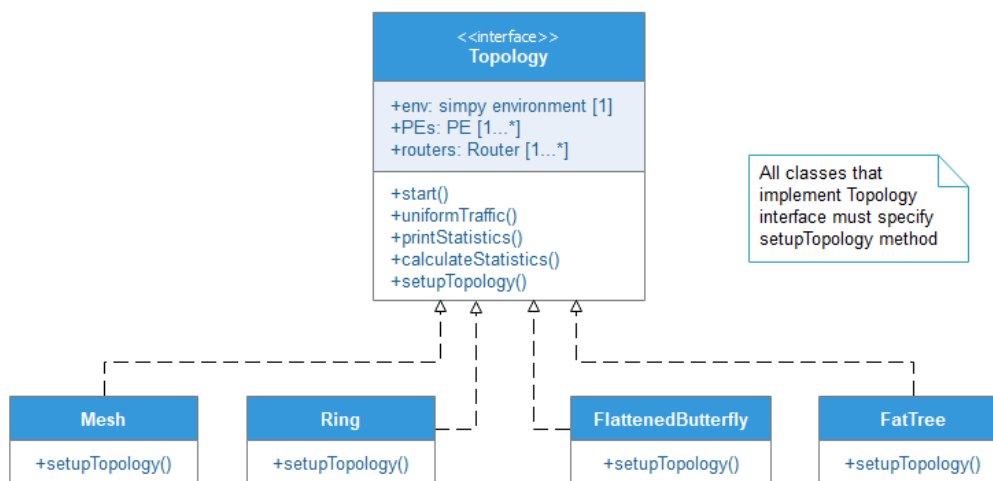 <<interface>>
Topology
+env: simpy environment [1]
+PEs: PE [1...*]
+routers: Router [1...*]
+start()
+uniformTraffic()
+printStatistics()
+calculateStatistics()
+setupTopology()
All classes that
implement Topology
interface must specify
setupTopology method
Mesh
+setupTopology()
Ring
+setupTopology()
FlattenedButterfly
+setupTopology()
FatTree
+setupTopology()